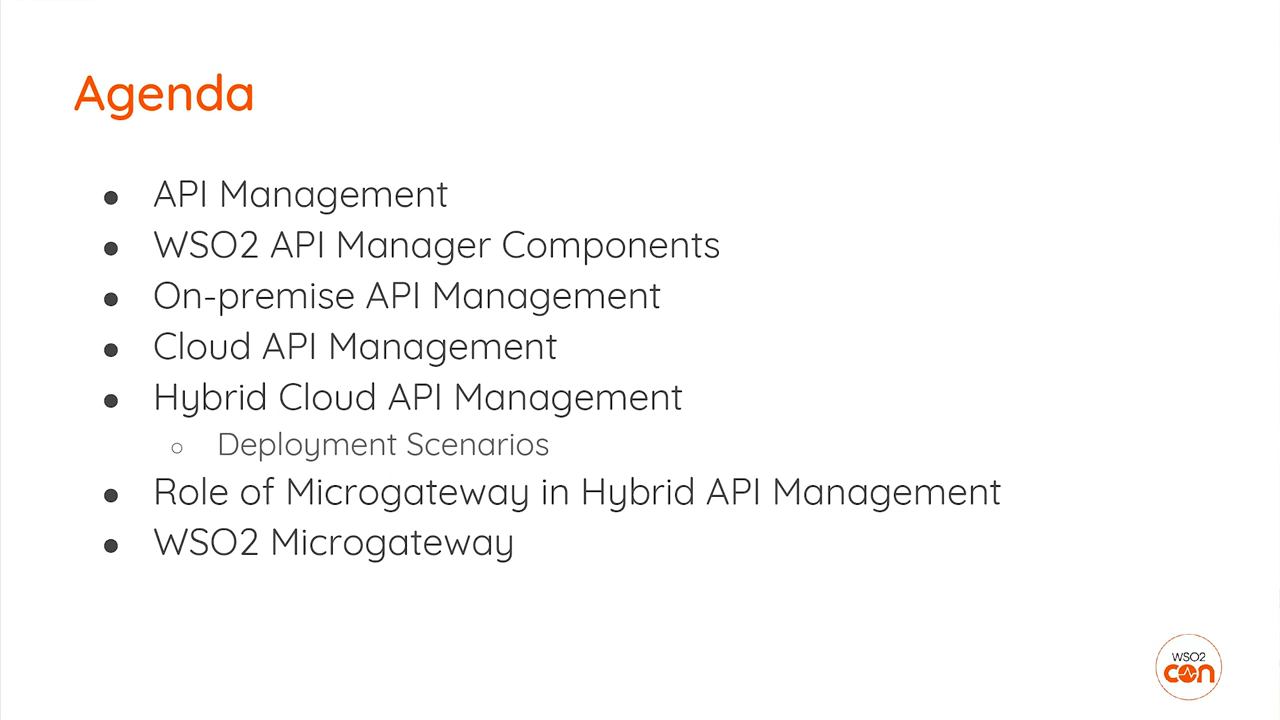 Agenda
● API Management
● WSO2 API Manager Components
● On-premise API Management
● Cloud API Management
● Hybrid Cloud API Management
○ Deployment Scenarios
● Role of Microgateway in Hybrid API Management
● WSO2 Microgateway
WSO2
con